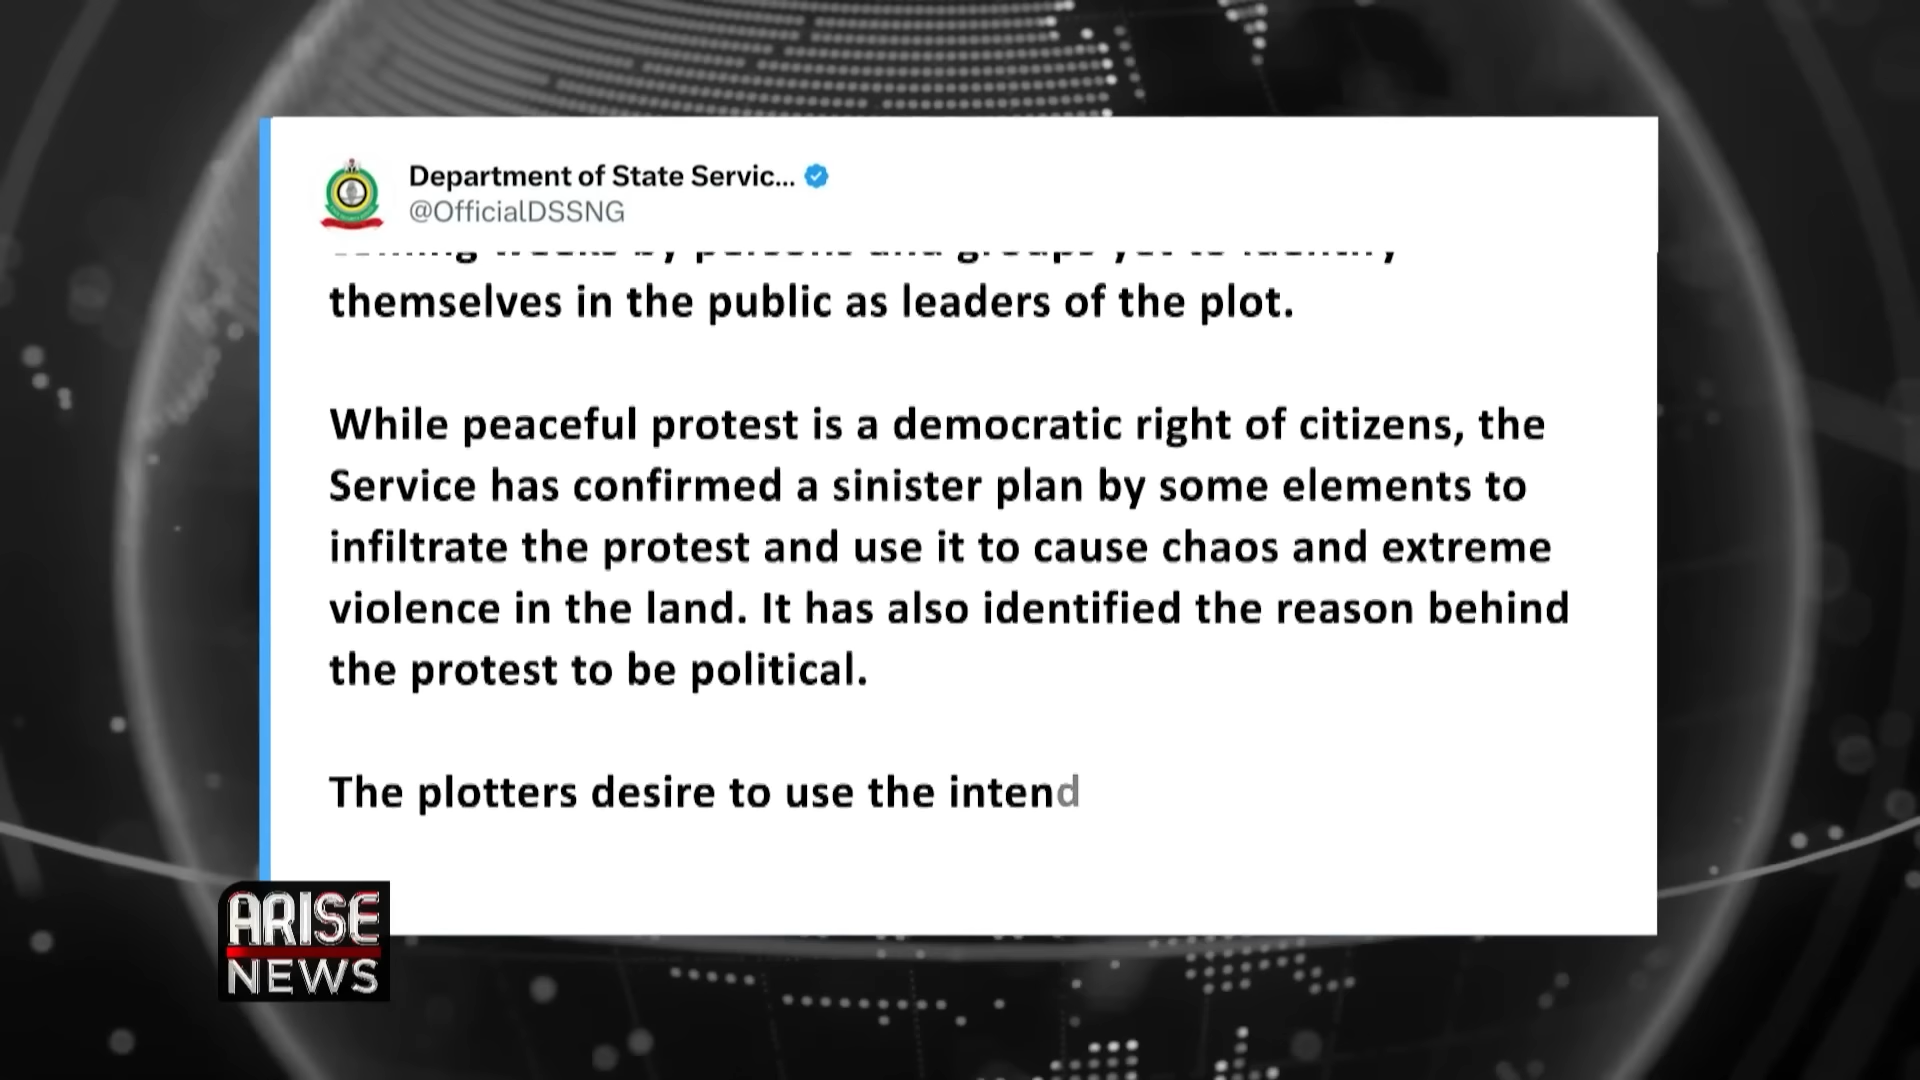 Department of State Servic...
@OfficialDSSNG
themselves in the public as leaders of the plot.
While peaceful protest is a democratic right of citizens, the
Service has confirmed a sinister plan by some elements to
infiltrate the protest and use it to cause chaos and extreme
violence in the land. It has also identified the reason behind
the protest to be political.
The plotters desire to use the intend
ARISE
NEWS